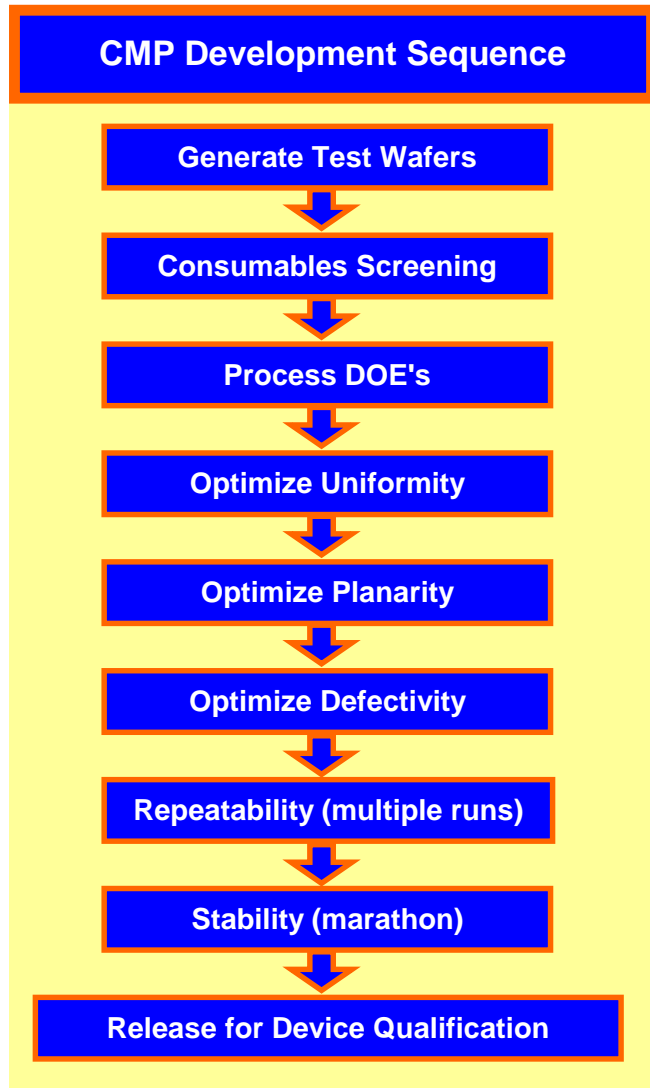 CMP Development Sequence
Generate Test Wafers
Consumables Screening
Process DOE's
Optimize Uniformity
Optimize Planarity
Optimize Defectivity
Repeatability (multiple runs)
Stability (marathon)
Release for Device Qualification